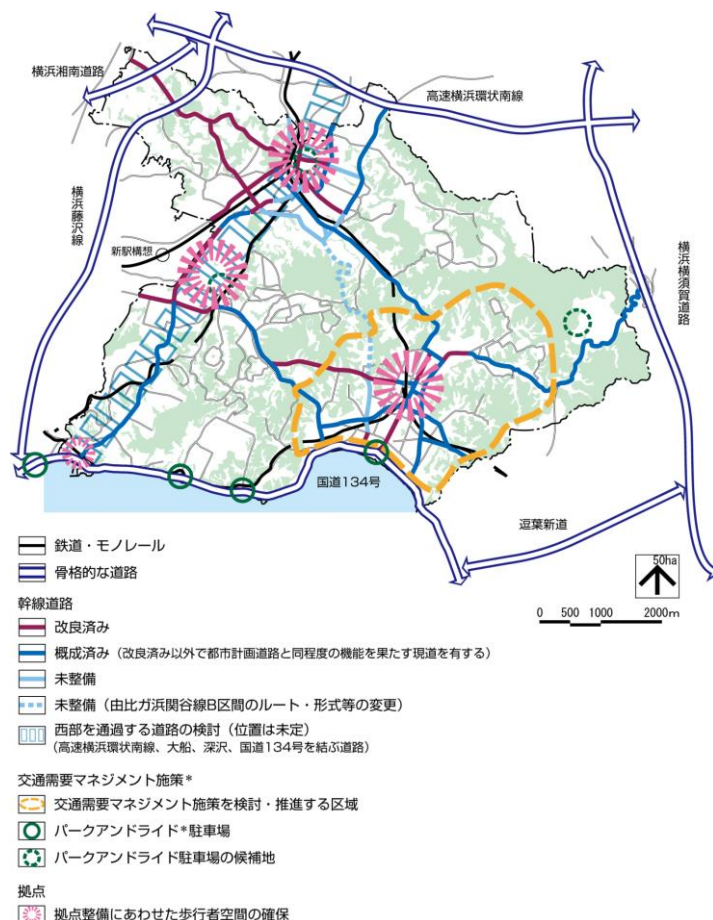 横浜湘南道路
高速横浜環状南線
横浜藤沢線
新駅構想
横浜横須賀道路
国道134号
逗葉新道
50ha
0 500 1000 2000m
鉄道・モノレール
骨格的な道路
幹線道路
改良済み
概成済み（改良済み以外で都市計画道路と同程度の機能を果たす現道を有する）
未整備
未整備（由比ガ浜関谷線B区間のルート・形式等の変更）
西部を通過する道路の検討（位置は未定）
（高速横浜環状南線、大船、深沢、国道134号を結ぶ道路）
交通需要マネジメント施策*
交通需要マネジメント施策を検討・推進する区域
パークアンドライド*駐車場
パークアンドライド駐車場の候補地
拠点
拠点整備にあわせた歩行者空間の確保